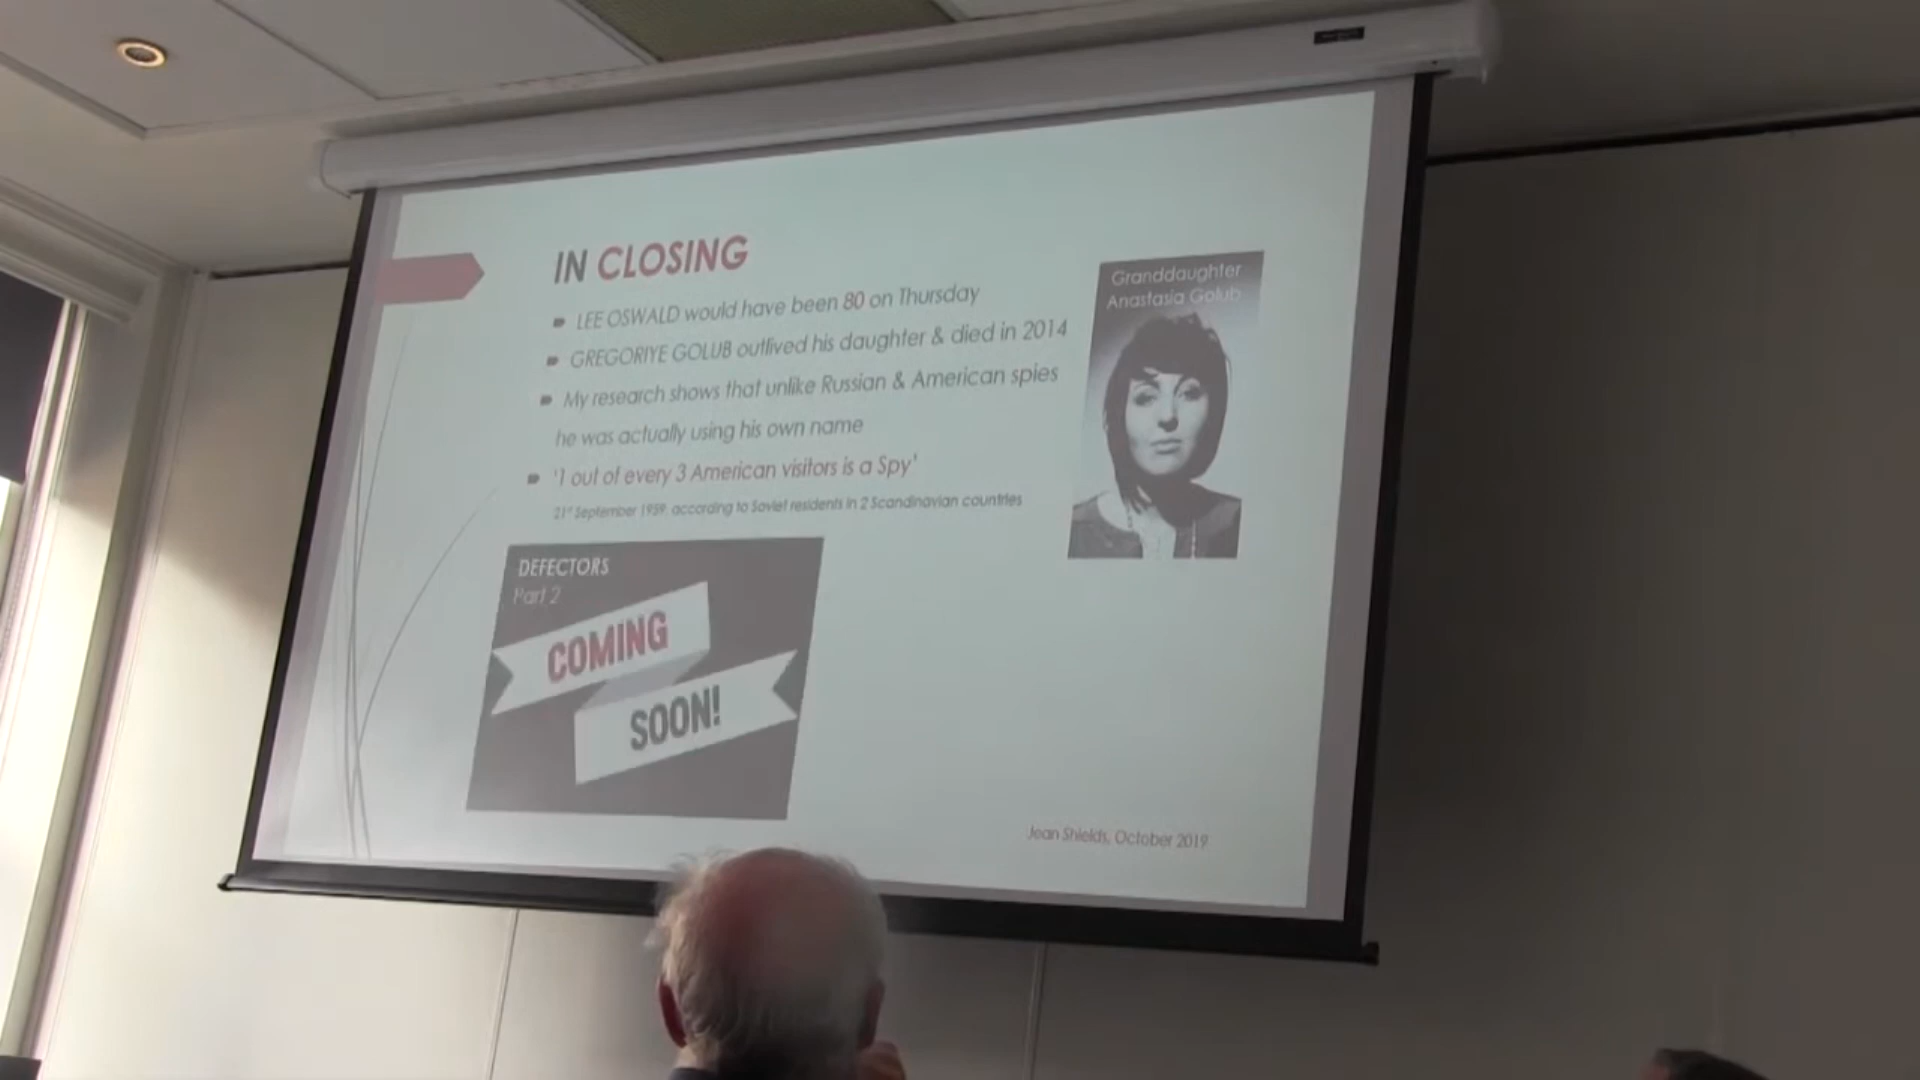 IN CLOSING
LEE OSWALD would have been 80 on Thursday
GREGORIYE GOLUB outlived his daughter & died in 2014
My research shows that unlike Russian & American spies
he was actually using his own name
'1 out of every 3 American visitors is a Spy'
21st September 1959, according to Soviet residents in 2 Scandinavian countries
Granddaughter
Anastasia Golub
DEFECTORS
Part 2
COMING
SOON!
Jean Shields, October 2019